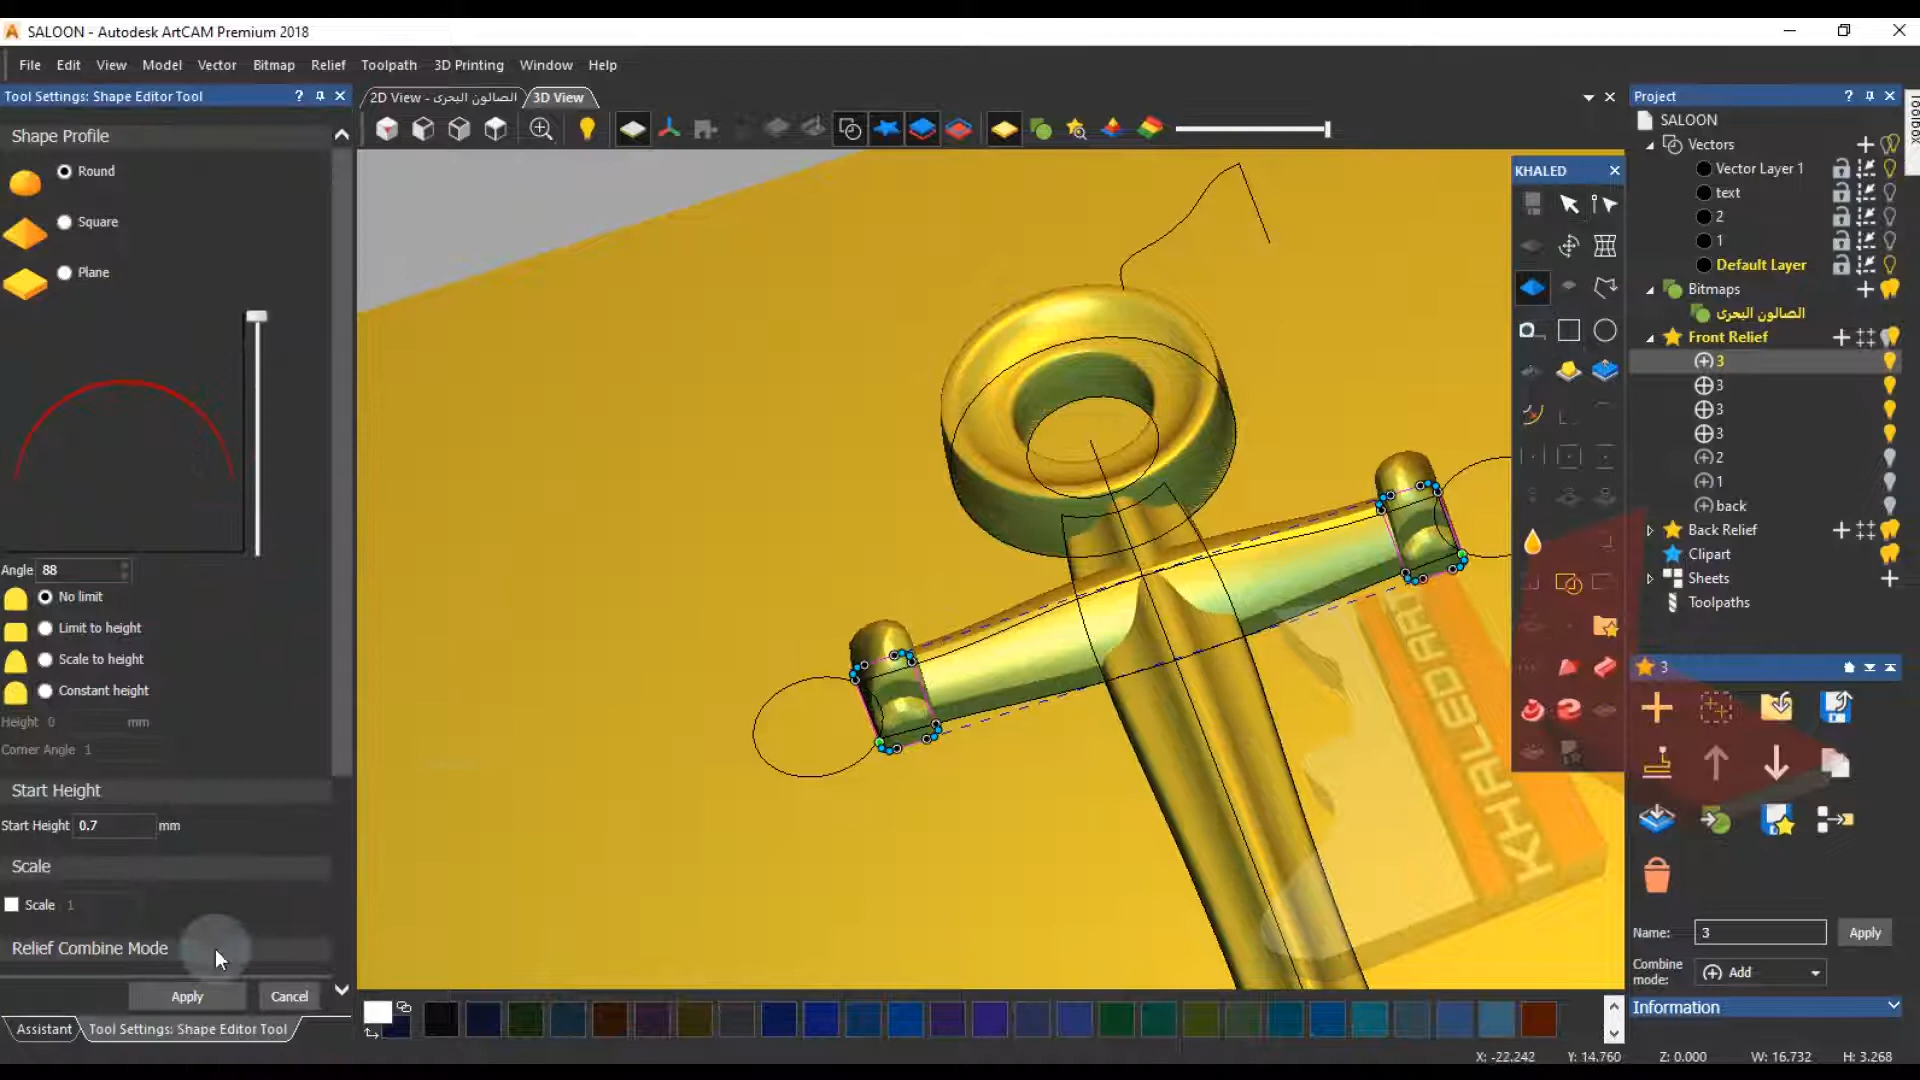 SALOON - Autodesk ArtCAM Premium 2018
File Edit View Model Vector Bitmap Relief Toolpath 3D Printing Window Help
Tool Settings: Shape Editor Tool ?
Shape Profile
Round
Square
Plane
Angle 88
No limit
Limit to height
Scale to height
Constant height
Height 0 mm
Corner Angle 1
Start Height
Start Height 0.7 mm
Scale
Scale 1
Relief Combine Mode
Apply Cancel
Assistant Tool Settings: Shape Editor Tool
2D View - الصالون البحرى 3D View
KHALED
KHALEDART
Project ?
Toolbox
SALOON
Vectors
Vector Layer 1
text
2
1
Default Layer
Bitmaps
الصالون البحرى
Front Relief
3
3
3
3
2
1
back
Back Relief
Clipart
Sheets
Toolpaths
3
Name: 3 Apply
Combine mode: Add
Information
X: -22.242 Y: 14.760 Z: 0.000 W: 16.732 H: 3.268